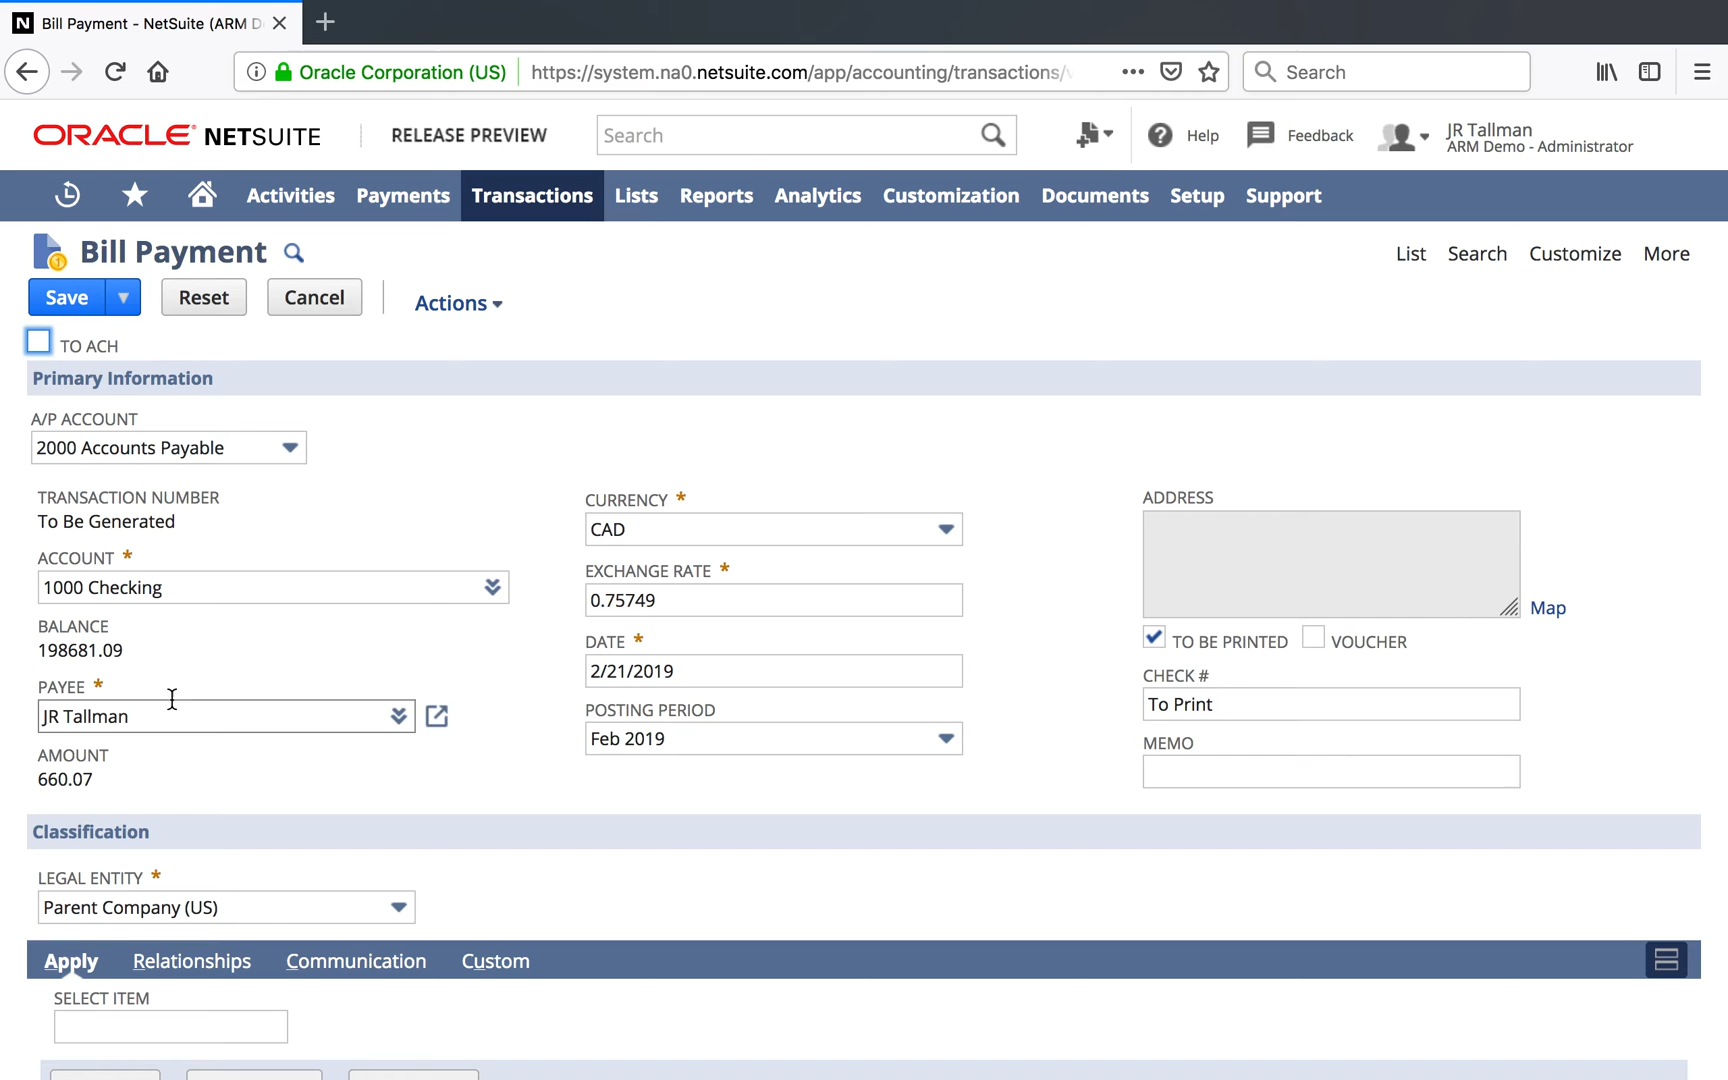 Bill Payment - NetSuite (ARM D
Oracle Corporation (US)
https://system.na0.netsuite.com/app/accounting/transactions/
Search
ORACLE NETSUITE
RELEASE PREVIEW
Search
Help
Feedback
JR Tallman
ARM Demo - Administrator
Activities Payments Transactions Lists Reports Analytics Customization Documents Setup Support
Bill Payment
List Search Customize More
Save Reset Cancel Actions
TO ACH
Primary Information
A/P ACCOUNT
2000 Accounts Payable
TRANSACTION NUMBER
To Be Generated
ACCOUNT *
1000 Checking
BALANCE
198681.09
PAYEE *
JR Tallman
AMOUNT
660.07
CURRENCY *
CAD
EXCHANGE RATE *
0.75749
DATE *
2/21/2019
POSTING PERIOD
Feb 2019
ADDRESS
Map
TO BE PRINTED VOUCHER
CHECK #
To Print
MEMO
Classification
LEGAL ENTITY *
Parent Company (US)
Apply Relationships Communication Custom
SELECT ITEM